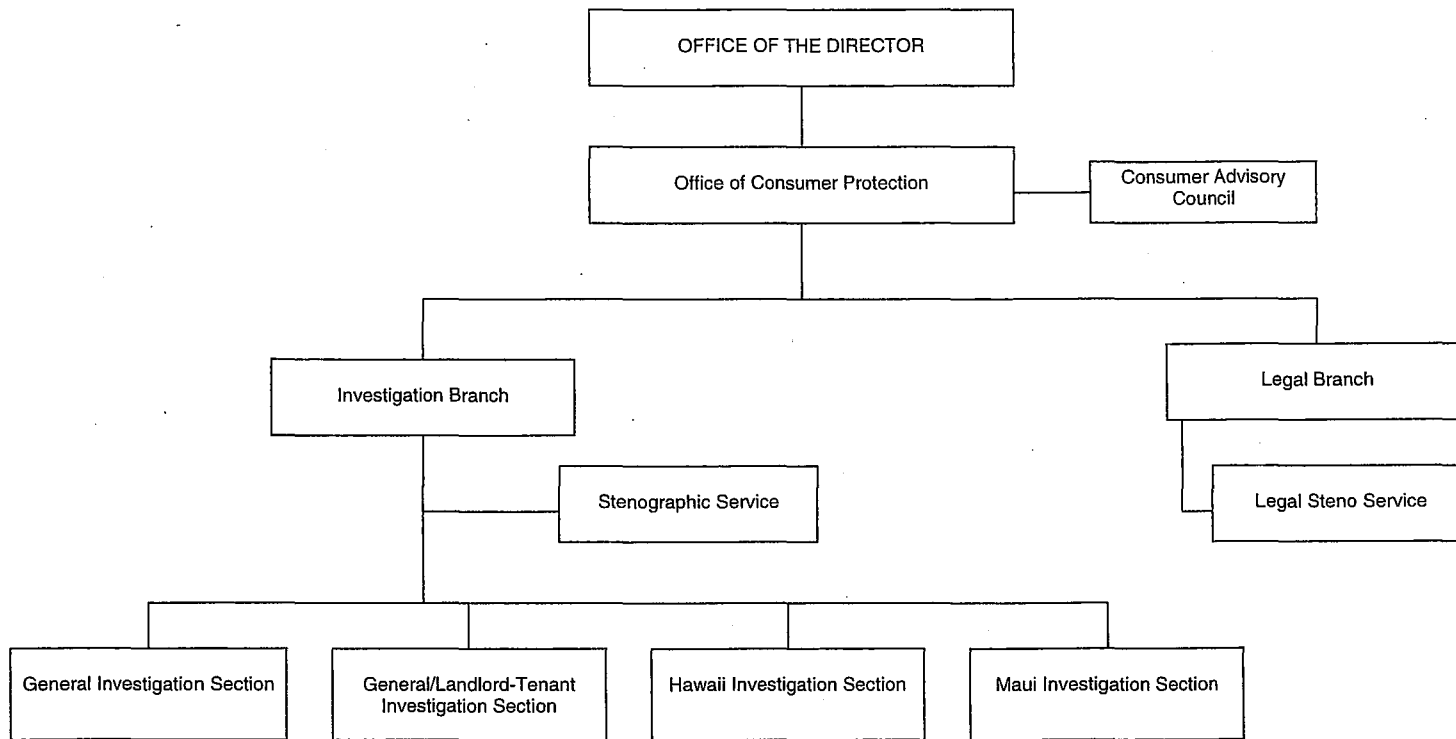 OFFICE OF THE DIRECTOR
Office of Consumer Protection
Consumer Advisory
Council
Investigation Branch
Legal Branch
Stenographic Service
Legal Steno Service
General Investigation Section
General/Landlord-Tenant
Investigation Section
Hawaii Investigation Section
Maui Investigation Section